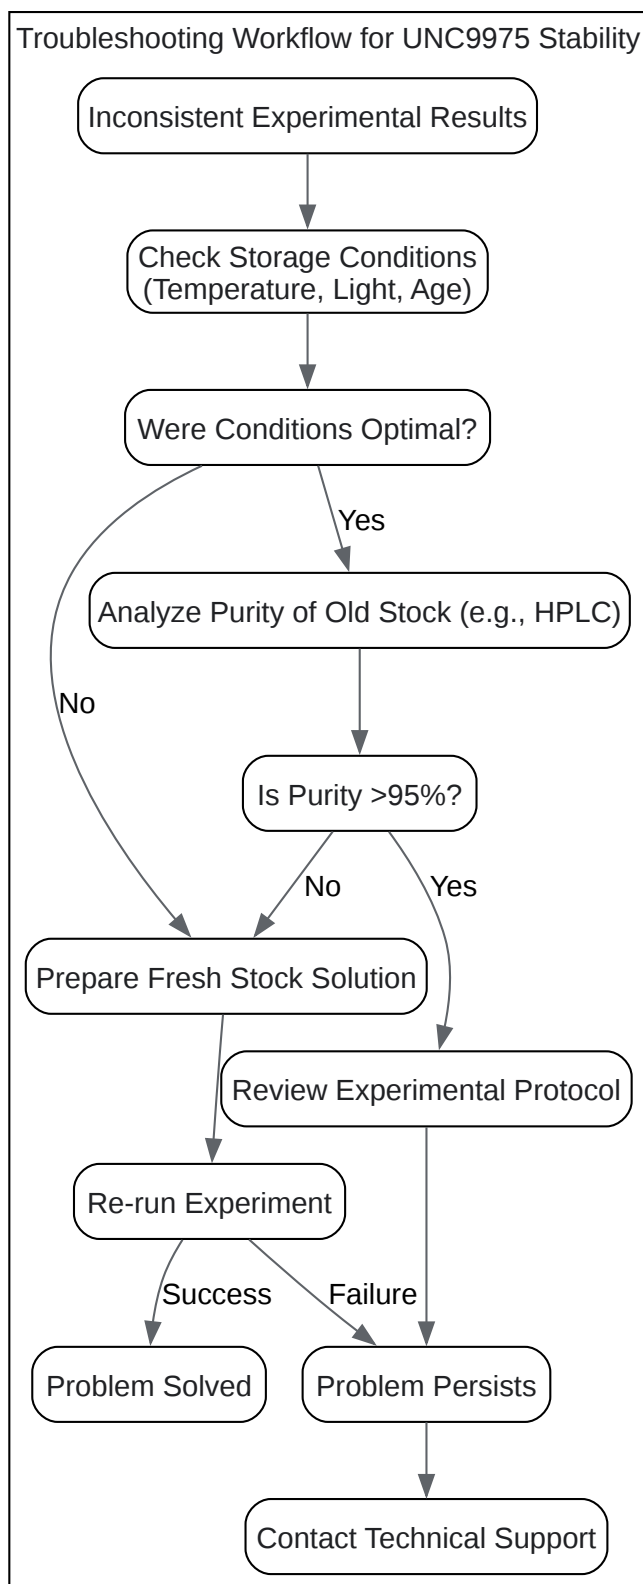 Troubleshooting Workflow for UNC9975 Stability
Inconsistent Experimental Results
Check Storage Conditions
(Temperature, Light, Age)
Were Conditions Optimal?
Yes
Analyze Purity of Old Stock (e.g., HPLC)
No
Is Purity >95%?
No
Yes
Prepare Fresh Stock Solution
Review Experimental Protocol
Re-run Experiment
Success
Failure
Problem Solved
Problem Persists
Contact Technical Support